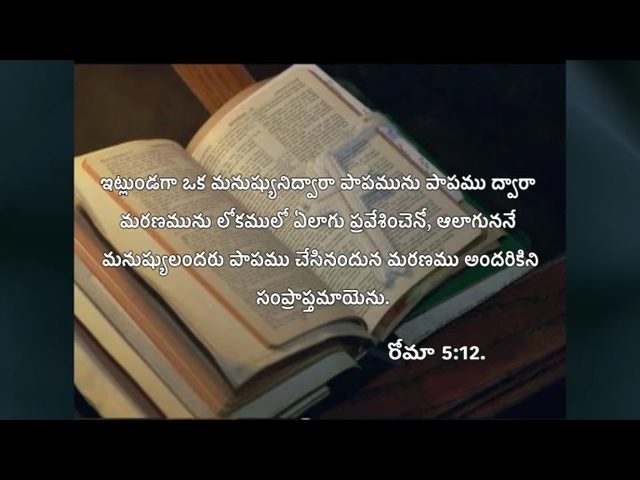 ఇట్లుండగా ఒక మనుష్యునిద్వారా పాపమును పాపము ద్వారా
మరణమును లోకములో ఏలాగు ప్రవేశించెనో, ఆలాగుననే
మనుష్యులందరు పాపము చేసినందున మరణము అందరికిని
సంప్రాప్తమాయెను.
రోమా 5:12.